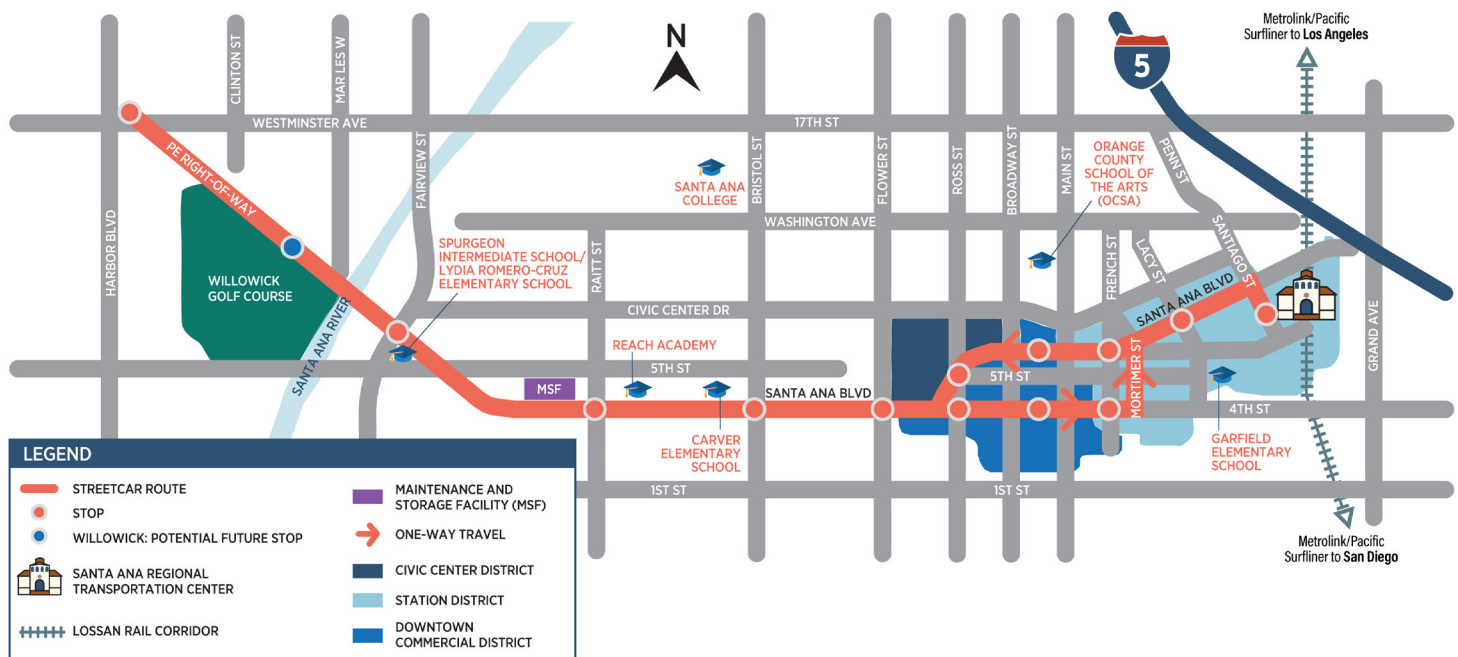 Metrolink/Pacific
Surfliner to Los Angeles
N
5
CLINTON ST
MAR LES W
WESTMINSTER AVE
17TH ST
PE RIGHT-OF-WAY
FAIRVIEW ST
BRISTOL ST
FLOWER ST
ROSS ST
BROADWAY ST
MAIN ST
PENN ST
ORANGE
COUNTY
SCHOOL OF
THE ARTS
(OCSA)
SANTA ANA
COLLEGE
WASHINGTON AVE
HARBOR BLVD
SPURGEON
INTERMEDIATE SCHOOL/
LYDIA ROMERO-CRUZ
ELEMENTARY SCHOOL
RAITT ST
FRENCH ST
LACY ST
SANTIAGO ST
WILLOWICK
GOLF COURSE
SANTA ANA RIVER
CIVIC CENTER DR
SANTA ANA BLVD
GRAND AVE
REACH ACADEMY
5TH ST
5TH ST
MORTIMER ST
MSF
SANTA ANA BLVD
4TH ST
CARVER
ELEMENTARY
SCHOOL
GARFIELD
ELEMENTARY
SCHOOL
1ST ST
1ST ST
Metrolink/Pacific
Surfliner to San Diego
LEGEND
STREETCAR ROUTE
STOP
WILLOWICK: POTENTIAL FUTURE STOP
SANTA ANA REGIONAL
TRANSPORTATION CENTER
LOSSAN RAIL CORRIDOR
MAINTENANCE AND
STORAGE FACILITY (MSF)
ONE-WAY TRAVEL
CIVIC CENTER DISTRICT
STATION DISTRICT
DOWNTOWN
COMMERCIAL DISTRICT